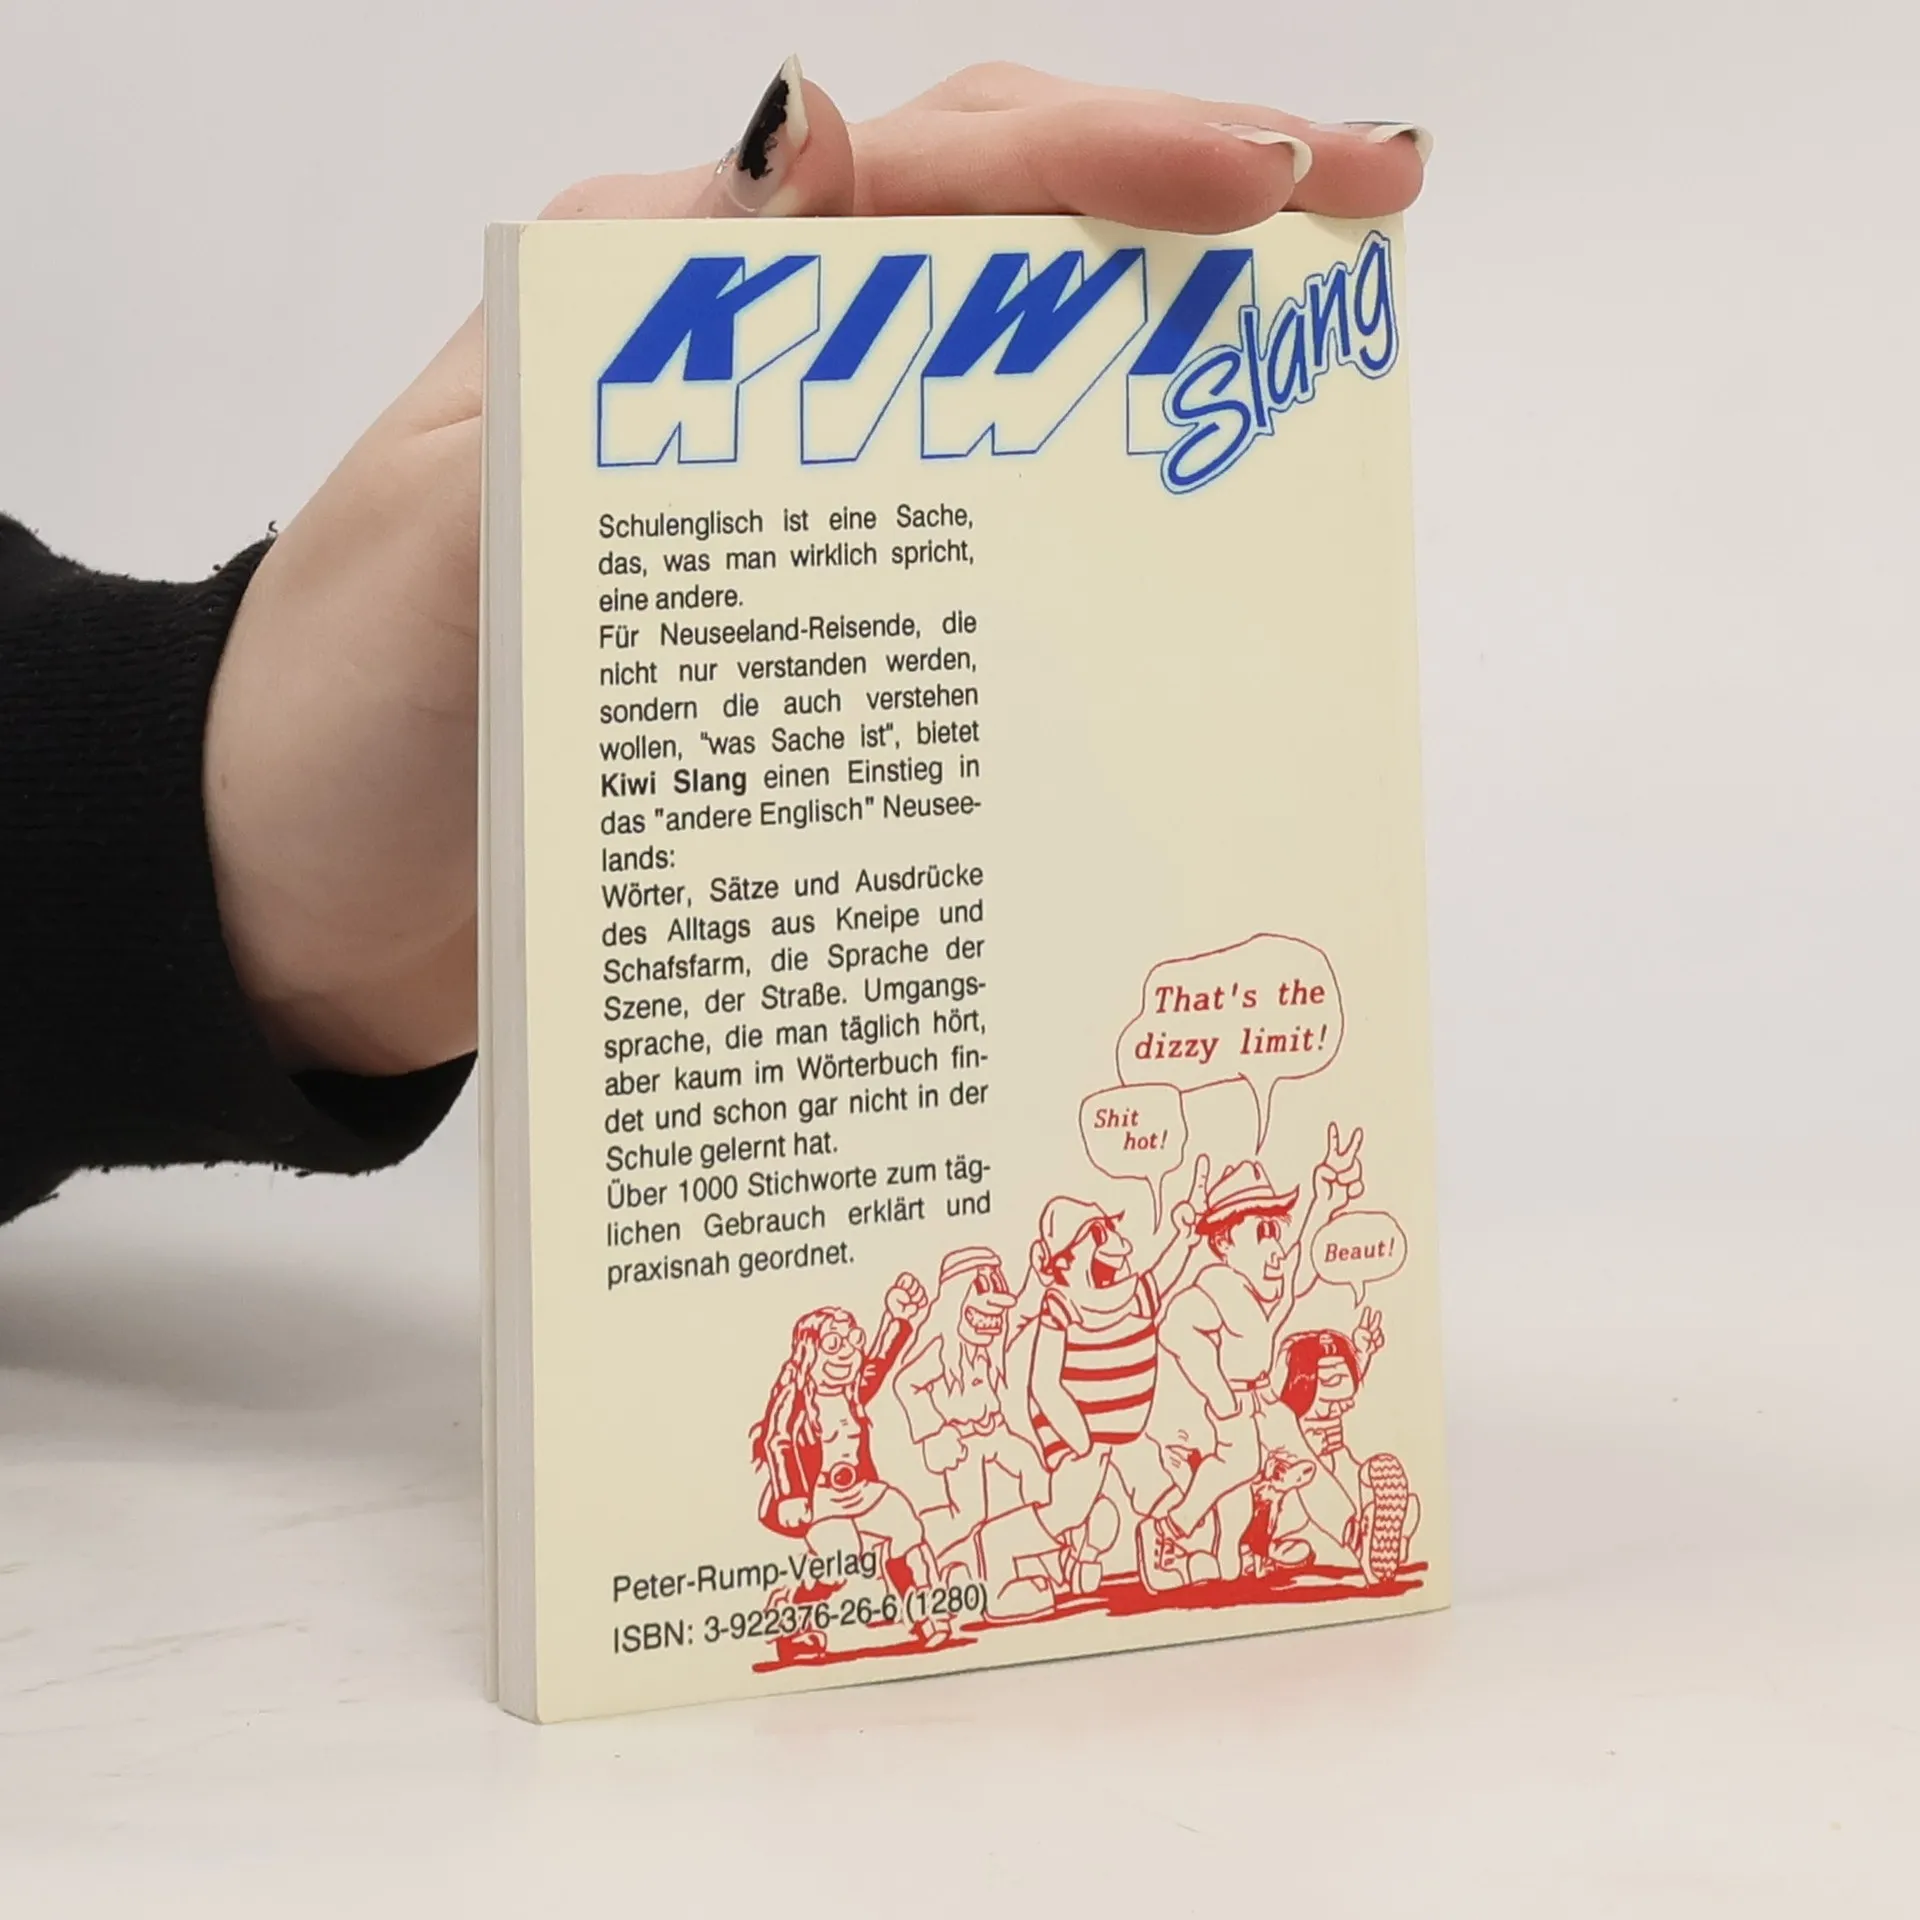 KIWI Slang
Schulenglisch ist eine Sache,
das, was man wirklich spricht,
eine andere.
Für Neuseeland-Reisende, die
nicht nur verstanden werden,
sondern die auch verstehen
wollen, "was Sache ist", bietet
Kiwi Slang einen Einstieg in
das "andere Englisch" Neusee-
lands:
Wörter, Sätze und Ausdrücke
des Alltags aus Kneipe und
Schafsfarm, die Sprache der
Szene, der Straße. Umgangs-
sprache, die man täglich hört,
aber kaum im Wörterbuch fin-
det und schon gar nicht in der
Schule gelernt hat.
Über 1000 Stichworte zum täg-
lichen Gebrauch erklärt und
praxisnah geordnet.
That's the
dizzy limit!
Shit
hot!
Beaut!
Peter-Rump-Verlag
ISBN: 3-922376-26-6 (1280)